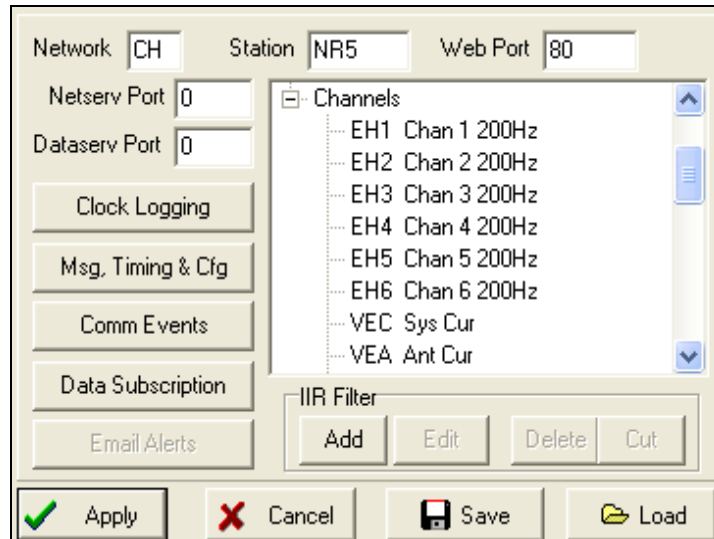 Network CH Station NR5 Web Port 80
Netserv Port 0
Dataserv Port 0
Clock Logging
Msg, Timing & Cfg
Comm Events
Data Subscription
Email Alerts
Channels
EH1 Chan 1 200Hz
EH2 Chan 2 200Hz
EH3 Chan 3 200Hz
EH4 Chan 4 200Hz
EH5 Chan 5 200Hz
EH6 Chan 6 200Hz
VEC Sys Cur
VEA Ant Cur
IIR Filter
Add Edit Delete Cut
Apply Cancel Save Load